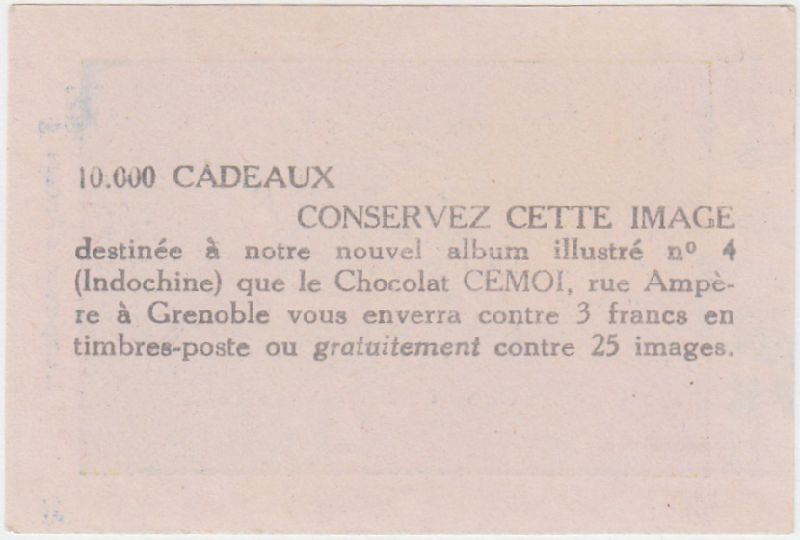 10.000 CADEAUX
CONSERVEZ CETTE IMAGE
destinée à notre nouvel album illustré nº 4
(Indochine) que le Chocolat CEMOI, rue Ampè-
re à Grenoble vous enverra contre 3 francs en
timbres-poste ou gratuitement contre 25 images.